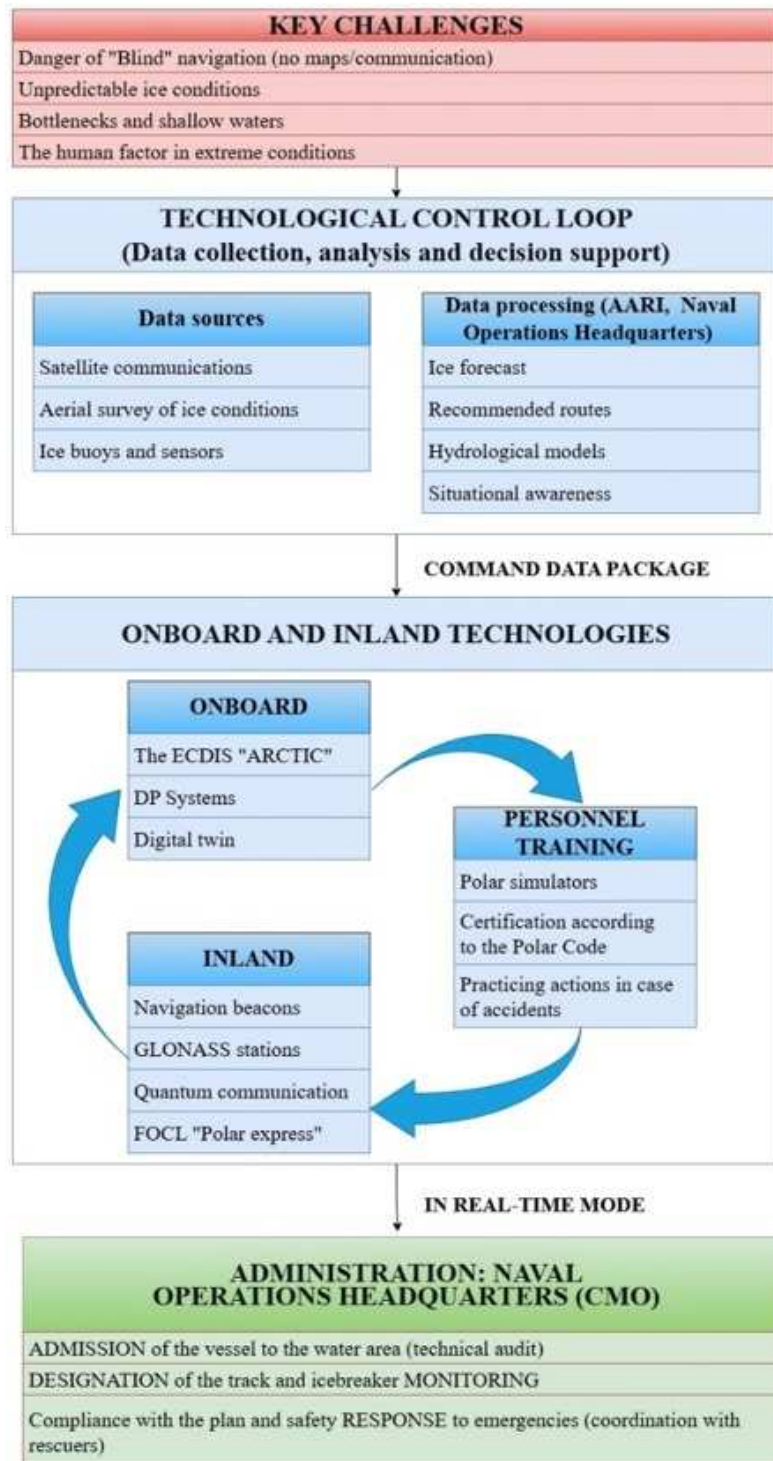 KEY CHALLENGES
Danger of "Blind" navigation (no maps/communication)
Unpredictable ice conditions
Bottlenecks and shallow waters
The human factor in extreme conditions
TECHNOLOGICAL CONTROL LOOP
(Data collection, analysis and decision support)
Data sources
Satellite communications
Aerial survey of ice conditions
Ice buoys and sensors
Data processing (AARI, Naval
Operations Headquarters)
Ice forecast
Recommended routes
Hydrological models
Situational awareness
COMMAND DATA PACKAGE
ONBOARD AND INLAND TECHNOLOGIES
ONBOARD
The ECDIS "ARCTIC"
DP Systems
Digital twin
PERSONNEL
TRAINING
Polar simulators
Certification according
to the Polar Code
Practicing actions in case
of accidents
INLAND
Navigation beacons
GLONASS stations
Quantum communication
FOCL "Polar express"
IN REAL-TIME MODE
ADMINISTRATION: NAVAL
OPERATIONS HEADQUARTERS (CMO)
ADMISSION of the vessel to the water area (technical audit)
DESIGNATION of the track and icebreaker MONITORING
Compliance with the plan and safety RESPONSE to emergencies (coordination with
rescuers)